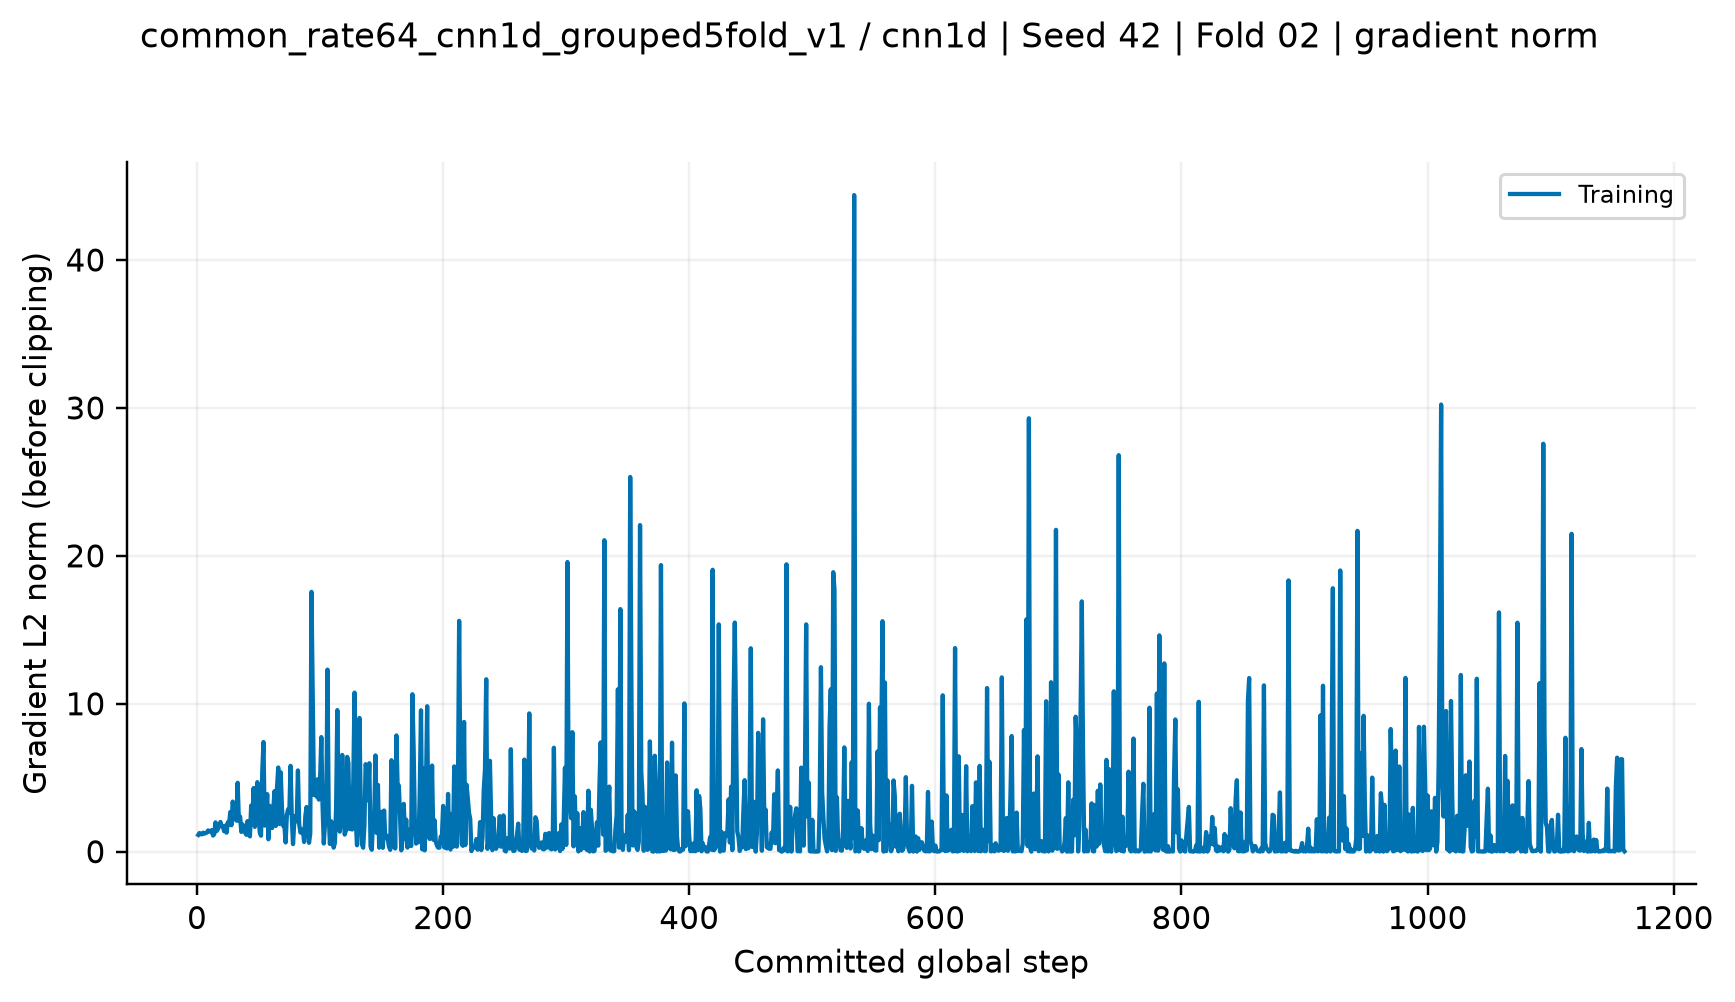 common_rate64_cnn1d_grouped5fold_v1 / cnn1d | Seed 42 | Fold 02 | gradient norm
Training
Gradient L2 norm (before clipping)
40
30
20
10
0
0 200 400 600 800 1000 1200
Committed global step